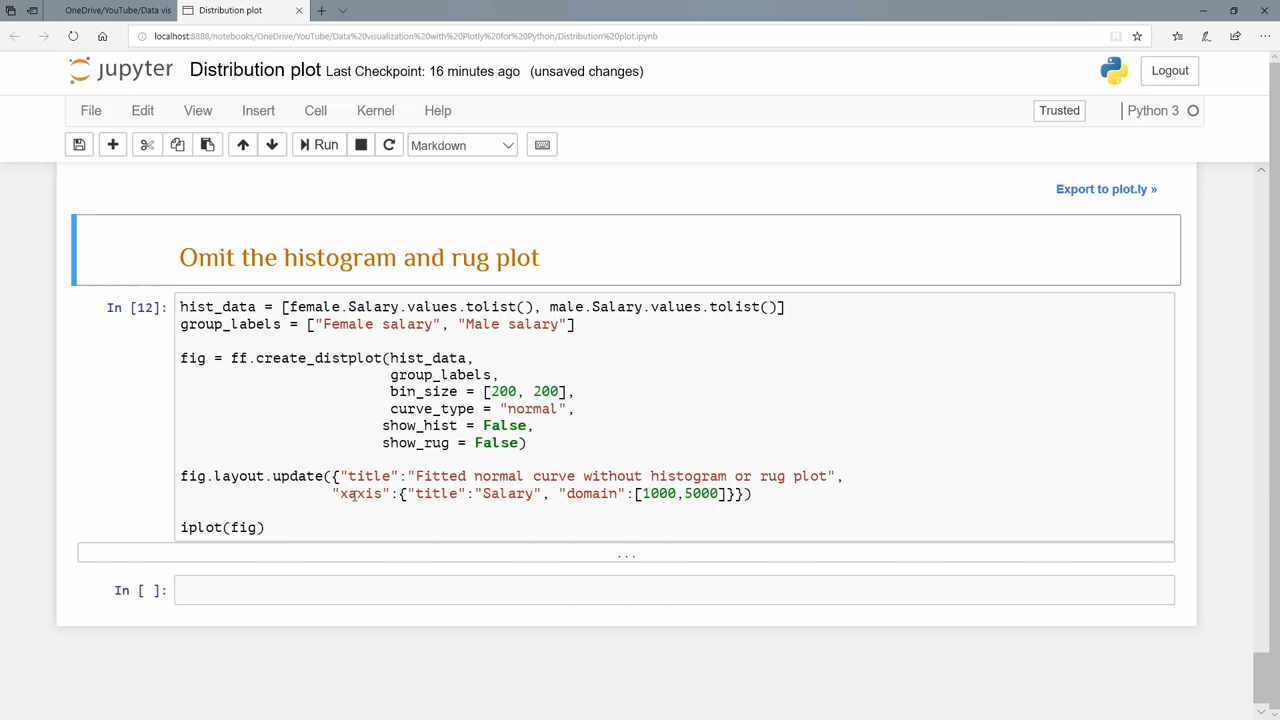 OneDrive/YouTube/Data vis
Distribution plot
localhost:8888/notebooks/OneDrive/YouTube/Data%20visualization%20with%20Plotly%20for%20Python/Distribution%20plot.ipynb
jupyter Distribution plot Last Checkpoint: 16 minutes ago (unsaved changes)
Logout
File Edit View Insert Cell Kernel Help
Trusted
Python 3
Run
Markdown
Export to plot.ly »
Omit the histogram and rug plot
In [12]:
hist_data = [female.Salary.values.tolist(), male.Salary.values.tolist()]
group_labels = ["Female salary", "Male salary"]
fig = ff.create_distplot(hist_data,
group_labels,
bin_size = [200, 200],
curve_type = "normal",
show_hist = False,
show_rug = False)
fig.layout.update({"title":"Fitted normal curve without histogram or rug plot",
"xaxis":{"title":"Salary", "domain":[1000,5000]}})
iplot(fig)
...
In [ ]: